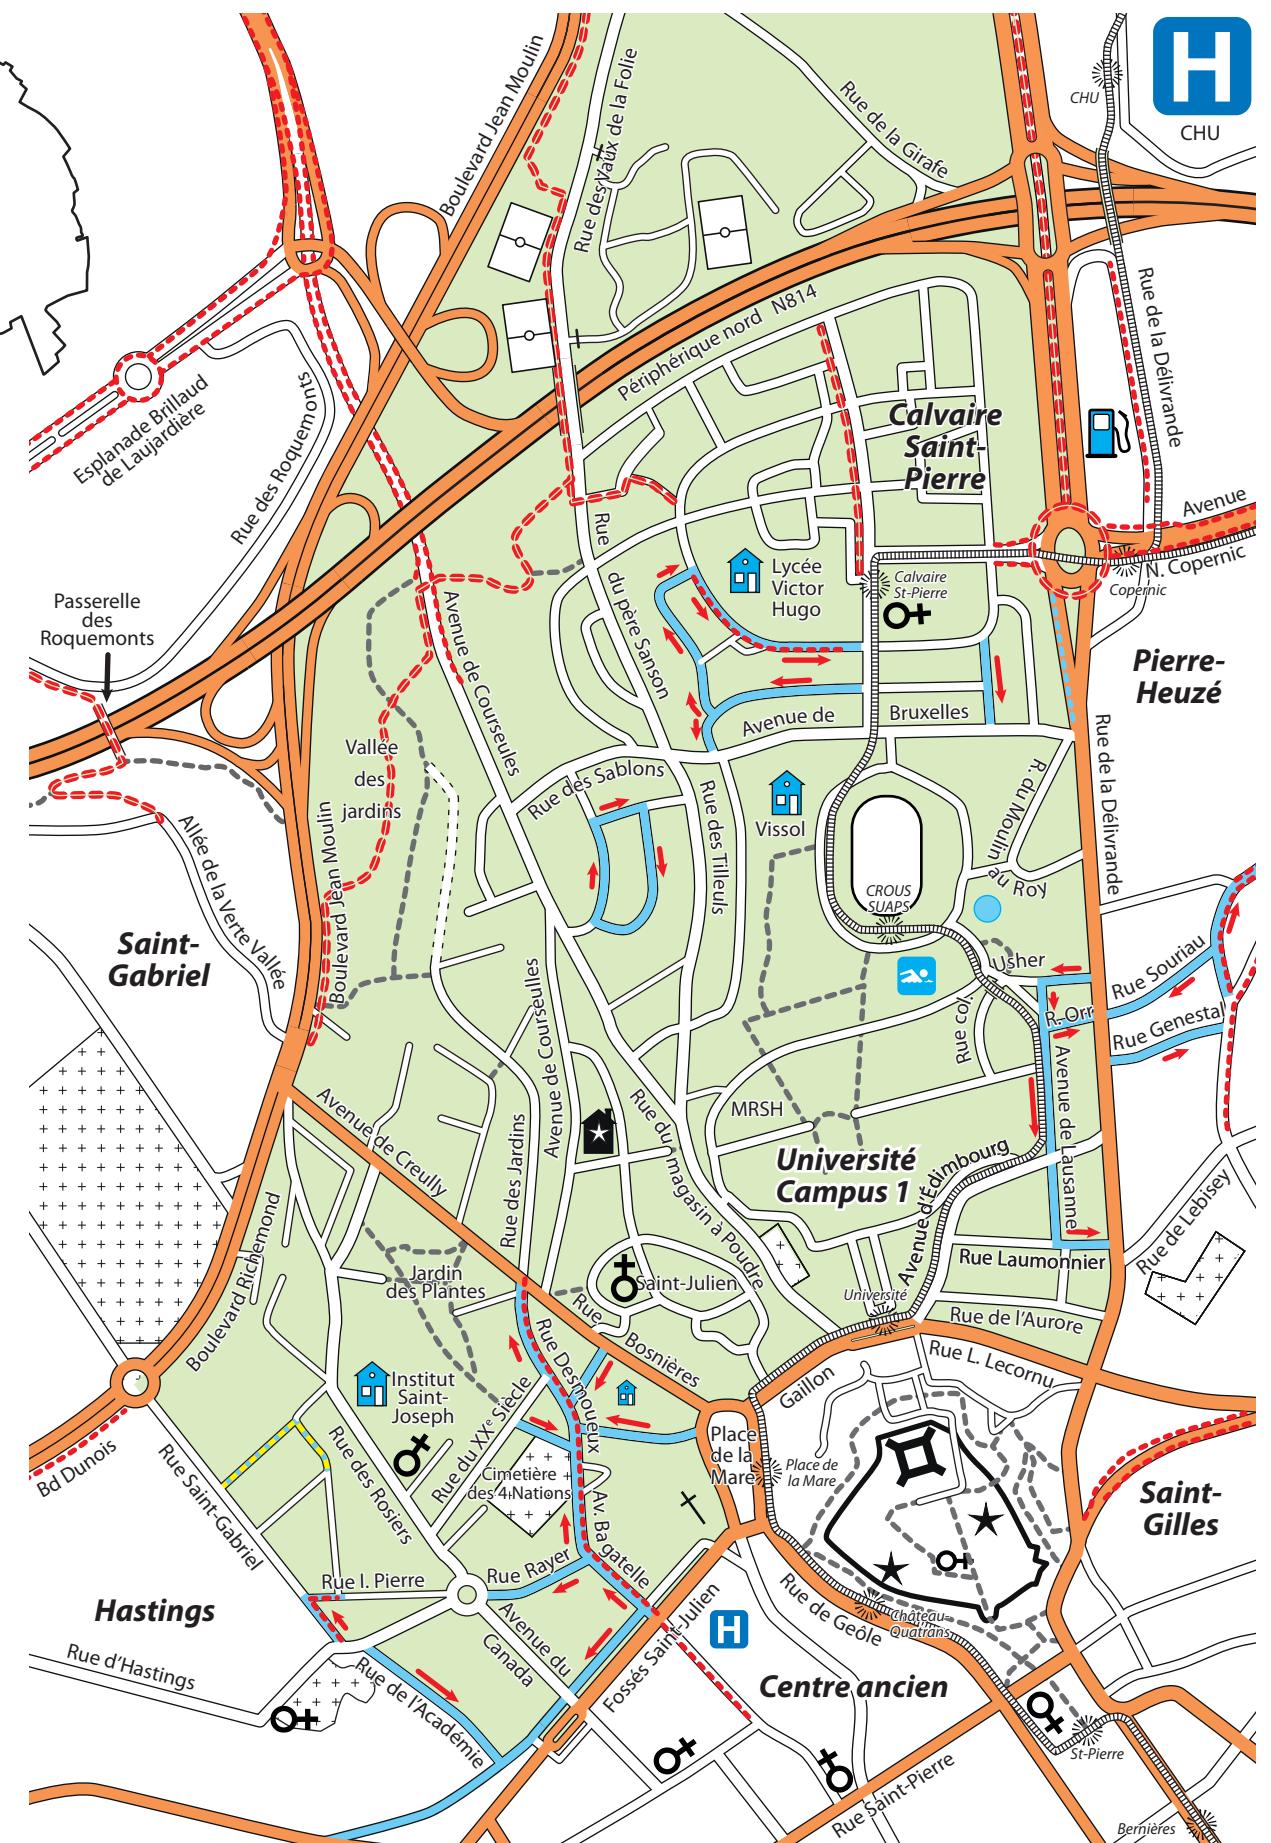 CHU
H
CHU
Boulevard Jean Moulin
Rue des Vaux de la Folie
Rue de la Girafe
Rue de la Délivrande
Périphérique nord N814
Esplanade Brillaud
de Laujardière
Rue des Roquemonts
Calvaire
Saint-
Pierre
Avenue
N. Copernic
Copernic
Rue
du père Sanson
Lycée
Victor
Hugo
Calvaire
St-Pierre
Passerelle
des
Roquemonts
Avenue de Courseules
Pierre-
Heuzé
Vallée
des
jardins
Avenue de
Bruxelles
Rue de la Délivrande
Rue des Sablons
Rue des Tilleuls
Vissol
R. du Moulin
au Roy
Allée de la Verte Vallée
Boulevard Jean Moulin
CROUS
SUAPS
Saint-
Gabriel
Boulevard Jean Moulin
Usher
Rue Souriau
R. Orr
Rue Genestal
Rue col.
Avenue de Courseulles
Avenue de Lausanne
MRSH
Avenue de Creully
Rue des Jardins
Rue du magasin à Poudre
Université
Campus 1
Avenue d'Édimbourg
Rue de Lebisey
Boulevard Richemond
Jardin
des Plantes
Saint-Julien
Rue Laumonnier
Université
Rue de l'Aurore
Rue
Bosnières
Rue Desmoueux
Rue L. Lecornu
Gaillon
Institut
Saint-
Joseph
Rue du XXe Siècle
Rue des Rosiers
Place
de la
Mare
Place de
la Mare
Bd Dunois
Rue Saint-Gabriel
Cimetière
des 4 Nations
Av. Bagatelle
Saint-
Gilles
Rue I. Pierre
Rue Rayer
Hastings
Rue d'Hastings
Avenue du
Canada
Rue de l'Académie
Fossés Saint-Julien
H
Rue de Geôle
Château-
Quatrans
Centre ancien
St-Pierre
Rue Saint-Pierre
Bernières